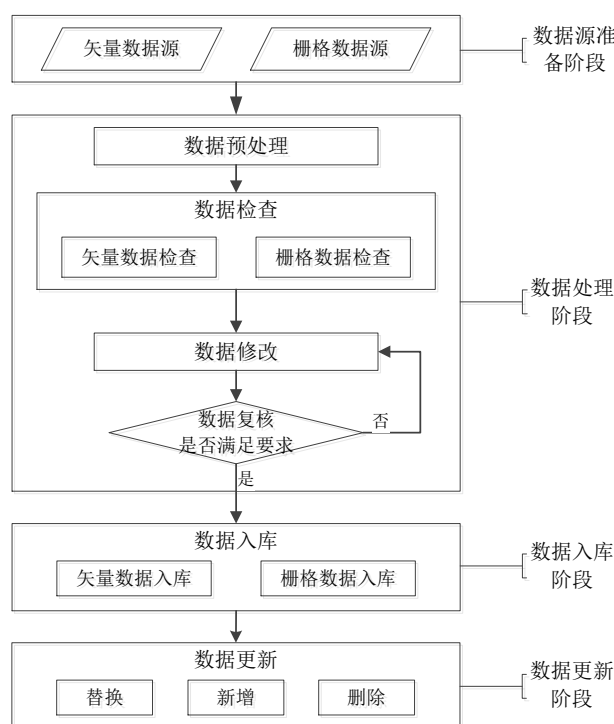 矢量数据源
栅格数据源
数据源准
备阶段
数据预处理
数据检查
矢量数据检查
栅格数据检查
数据处理
阶段
数据修改
数据复核
是否满足要求
否
是
数据入库
矢量数据入库
栅格数据入库
数据入库
阶段
数据更新
替换
新增
删除
数据更新
阶段